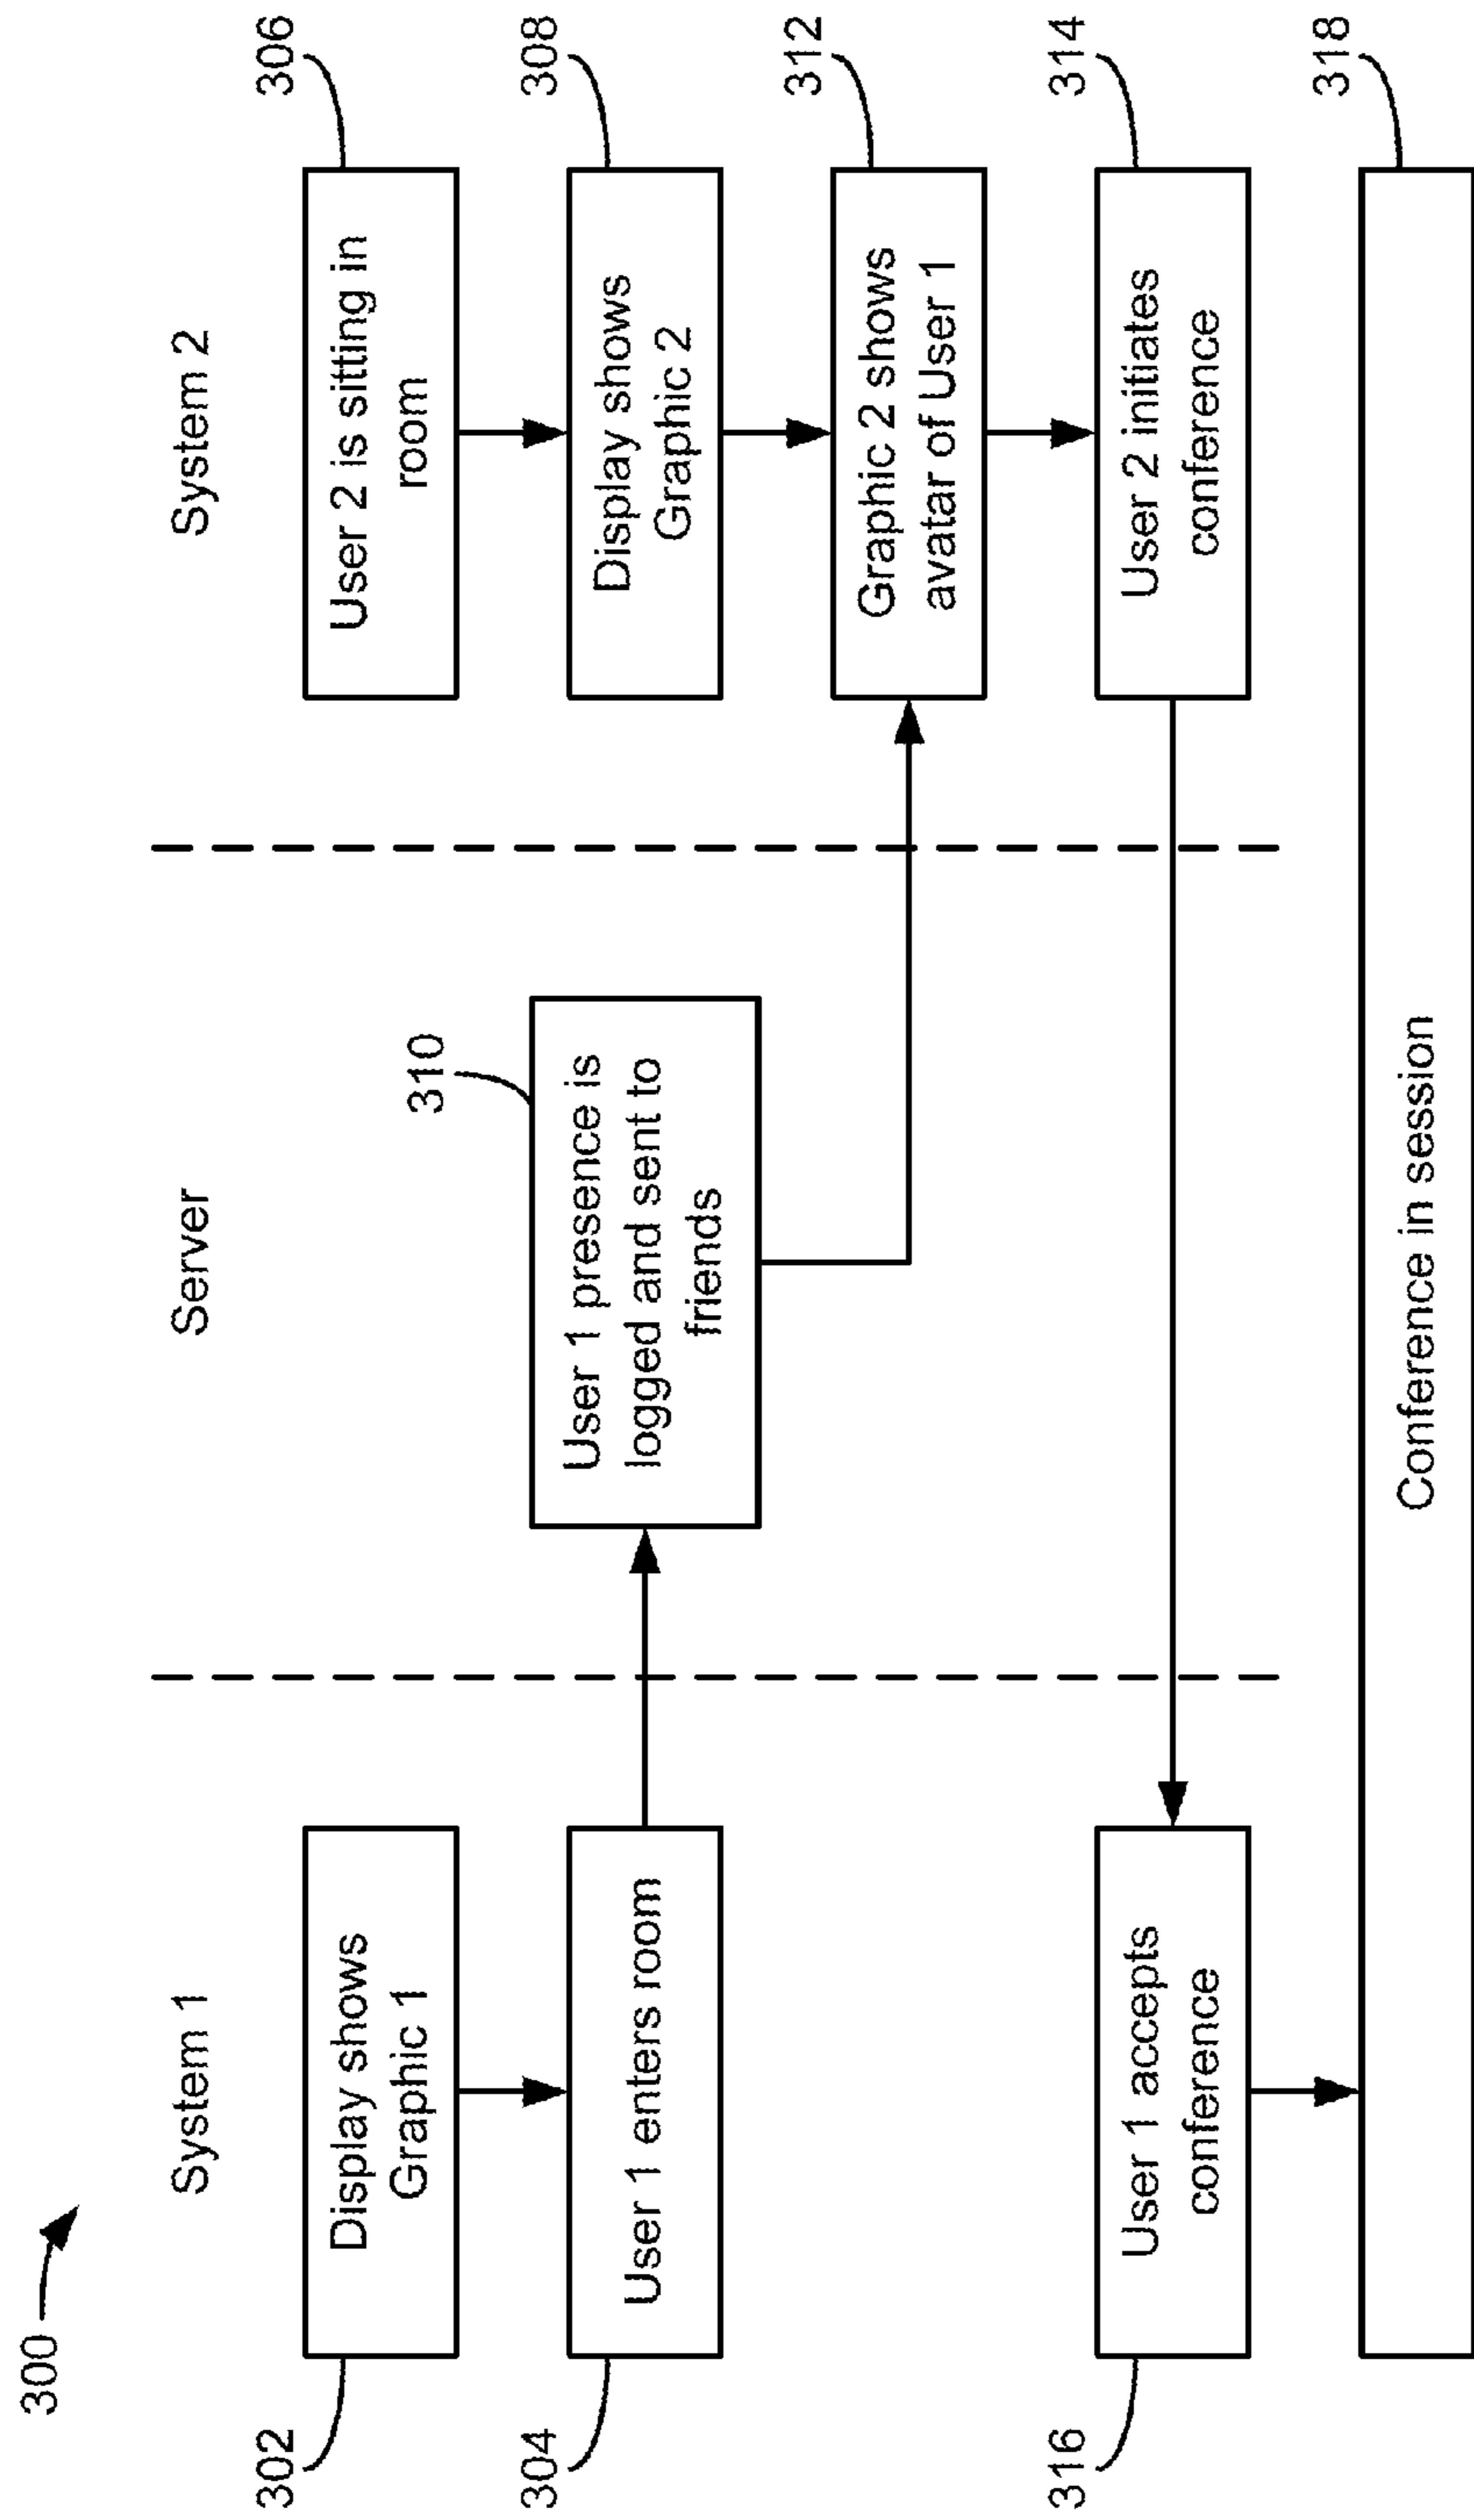 300
System 1
Server
System 2
302
Display shows
Graphic 1
306
User 2 is sitting in
room
304
User 1 enters room
310
User 1 presence is
logged and sent to
friends
308
Display shows
Graphic 2
312
Graphic 2 shows
avatar of User 1
316
User 1 accepts
conference
314
User 2 initiates
conference
318
Conference in session